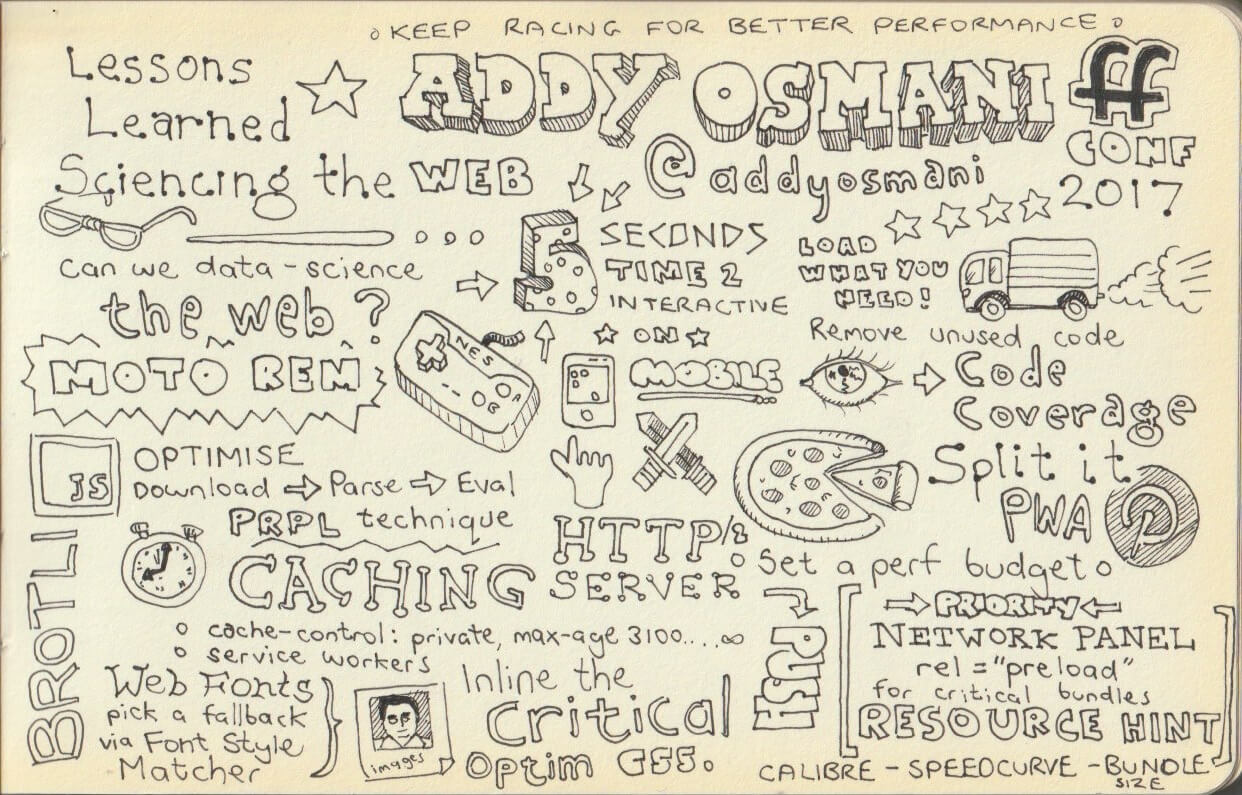 KEEP RACING FOR BETTER PERFORMANCE
Lessons
Learned
Sciencing the WEB
ADDY OSMANI
@addyosmani
ff
CONF
2017
can we data-science
the web?
MOTO REM
NES
B A
5 SECONDS
TIME 2
INTERACTIVE
ON
MOBILE
LOAD
WHAT YOU
NEED!
Remove unused code
Code
Coverage
JS
OPTIMISE
Download ⇨ Parse ⇨ Eval
PRPL technique
Split it
PWA
BROTLI
CACHING
cache-control: private, max-age 3100....∞
service workers
HTTP/2
SERVER
PUSH
Set a perf budget
PRIORITY
NETWORK PANEL
rel="preload"
for critical bundles
RESOURCE HINT
Web Fonts
pick a fallback
via Font Style
Matcher
images
Inline the
critical
Optim CSS.
CALIBRE - SPEEDCURVE - BUNDLE
SIZE